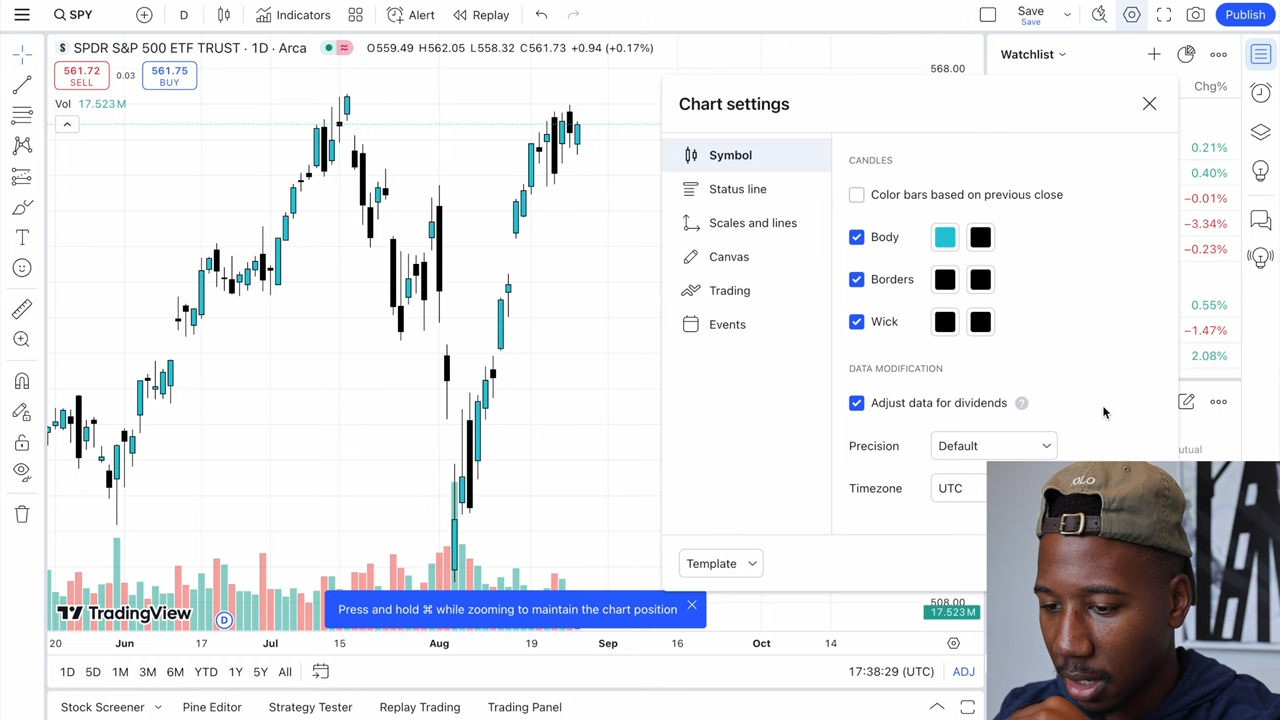 SPY
D
Indicators
Alert
Replay
Save
Save
Publish
S SPDR S&P 500 ETF TRUST · 1D · Arca
O559.49 H562.05 L558.32 C561.73 +0.94 (+0.17%)
561.72
SELL
0.03
561.75
BUY
Vol 17.523M
568.00
Watchlist
Chg%
0.21%
0.40%
−0.01%
−3.34%
−0.23%
0.55%
−1.47%
2.08%
Chart settings
Symbol
Status line
Scales and lines
Canvas
Trading
Events
CANDLES
Color bars based on previous close
Body
Borders
Wick
DATA MODIFICATION
Adjust data for dividends ?
Precision
Default
Timezone
UTC
Template
utual
OLO
Press and hold ⌘ while zooming to maintain the chart position
TradingView
D
508.00
17.523M
20 Jun 17 Jul 15 Aug 19 Sep 16 Oct 14
1D 5D 1M 3M 6M YTD 1Y 5Y All
17:38:29 (UTC) ADJ
Stock Screener
Pine Editor
Strategy Tester
Replay Trading
Trading Panel